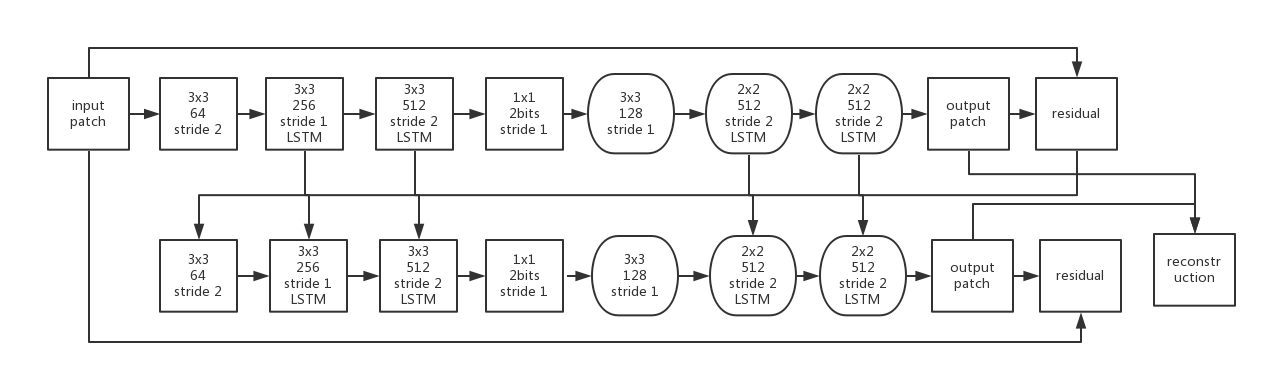 input
patch
3x3
64
stride 2
3x3
256
stride 1
LSTM
3x3
512
stride 2
LSTM
1x1
2bits
stride 1
3x3
128
stride 1
2x2
512
stride 2
LSTM
2x2
512
stride 2
LSTM
output
patch
residual
3x3
64
stride 2
3x3
256
stride 1
LSTM
3x3
512
stride 2
LSTM
1x1
2bits
stride 1
3x3
128
stride 1
2x2
512
stride 2
LSTM
2x2
512
stride 2
LSTM
output
patch
residual
reconstr
uction